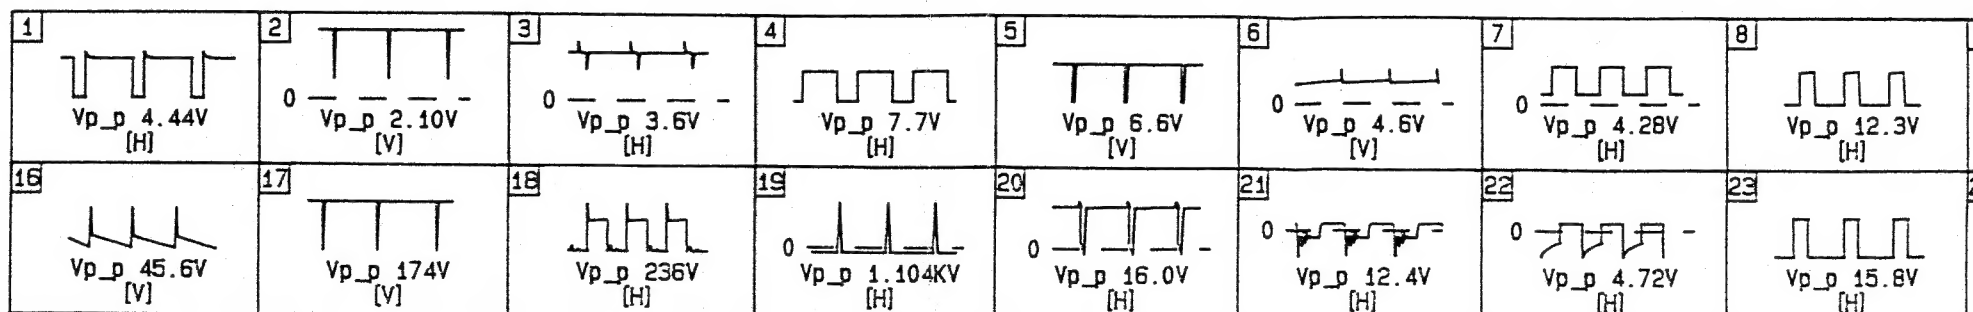 1
Vp_p 4.44V
[H]
2
0
Vp_p 2.10V
[V]
3
0
Vp_p 3.6V
[H]
4
Vp_p 7.7V
[H]
5
Vp_p 6.6V
[V]
6
0
Vp_p 4.6V
[V]
7
0
Vp_p 4.28V
[H]
8
Vp_p 12.3V
[H]
16
Vp_p 45.6V
[V]
17
Vp_p 174V
[V]
18
Vp_p 236V
[H]
19
0
Vp_p 1.104KV
[H]
20
0
Vp_p 16.0V
[H]
21
0
Vp_p 12.4V
[H]
22
0
Vp_p 4.72V
[H]
23
Vp_p 15.8V
[H]